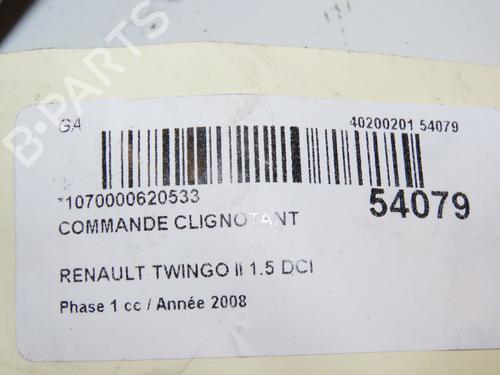 GA
40200201 54079
*1070000620533
54079
COMMANDE CLIGNOTANT
RENAULT TWINGO II 1.5 DCI
Phase 1 cc / Année 2008
B-PARTS